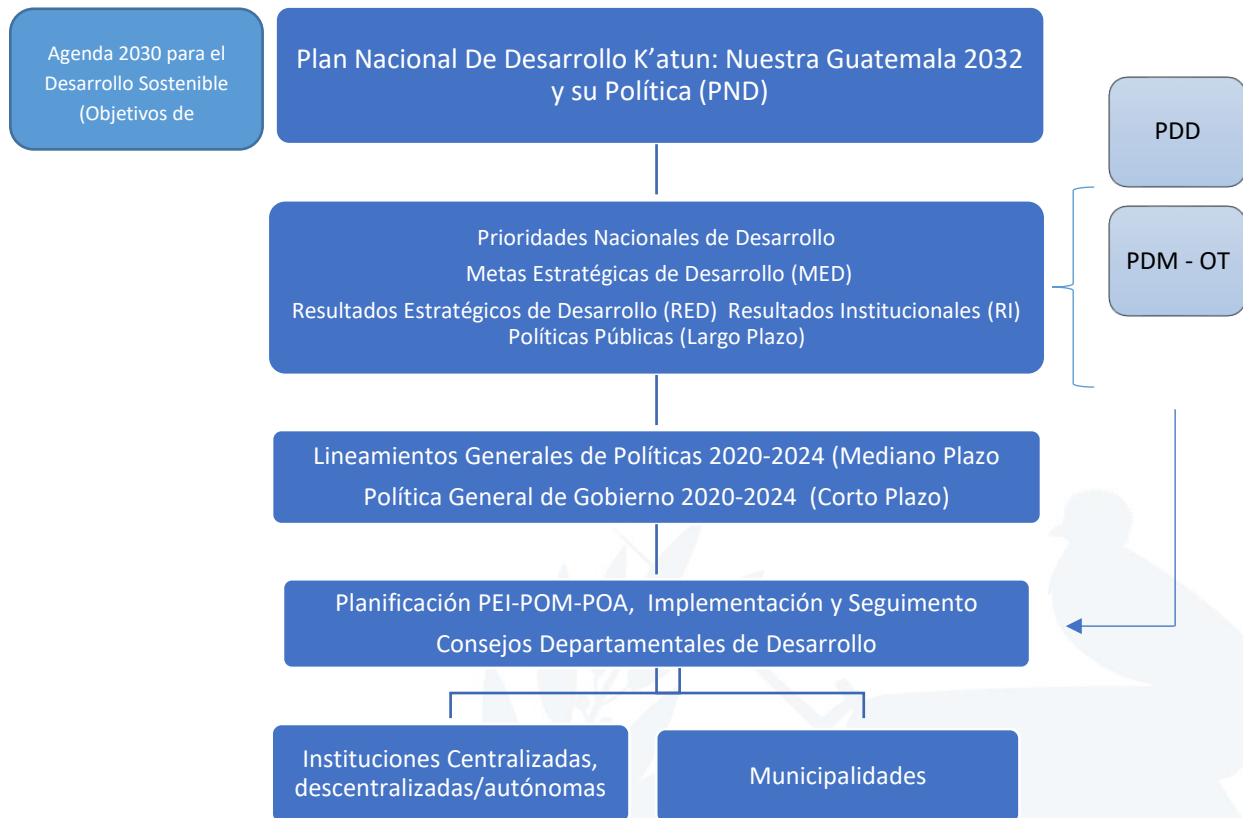 Agenda 2030 para el
Desarrollo Sostenible
(Objetivos de
Plan Nacional De Desarrollo K’atun: Nuestra Guatemala 2032
y su Política (PND)
PDD
PDM - OT
Prioridades Nacionales de Desarrollo
Metas Estratégicas de Desarrollo (MED)
Resultados Estratégicos de Desarrollo (RED) Resultados Institucionales (RI)
Políticas Públicas (Largo Plazo)
Lineamientos Generales de Políticas 2020-2024 (Mediano Plazo
Política General de Gobierno 2020-2024 (Corto Plazo)
Planificación PEI-POM-POA, Implementación y Seguimento
Consejos Departamentales de Desarrollo
Instituciones Centralizadas,
descentralizadas/autónomas
Municipalidades